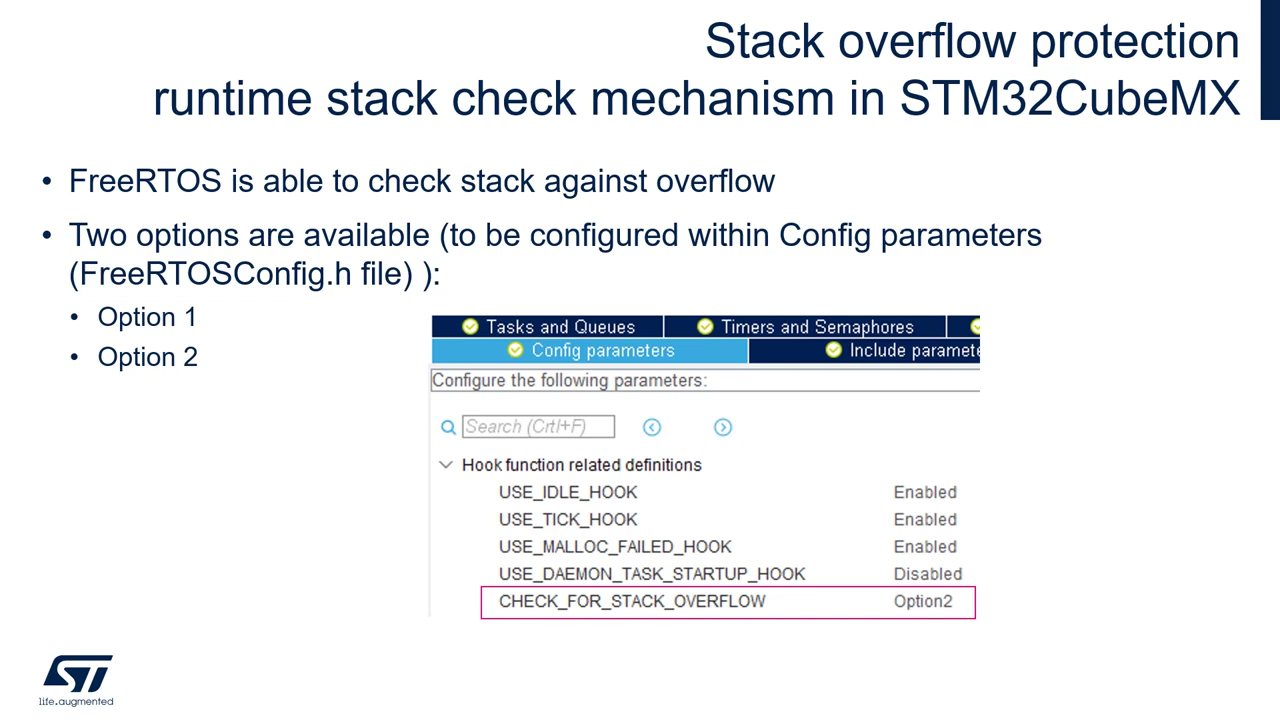 Stack overflow protection
runtime stack check mechanism in STM32CubeMX
• FreeRTOS is able to check stack against overflow
• Two options are available (to be configured within Config parameters
(FreeRTOSConfig.h file) ):
• Option 1
• Option 2
Tasks and Queues Timers and Semaphores
Config parameters Include paramete
Configure the following parameters:
Search (Crtl+F)
Hook function related definitions
USE_IDLE_HOOK Enabled
USE_TICK_HOOK Enabled
USE_MALLOC_FAILED_HOOK Enabled
USE_DAEMON_TASK_STARTUP_HOOK Disabled
CHECK_FOR_STACK_OVERFLOW Option2
ST
life.augmented